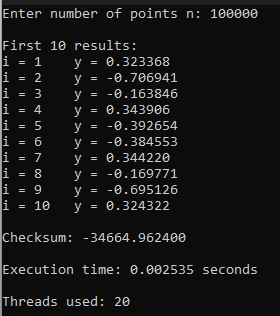 Enter number of points n: 100000
First 10 results:
i = 1 y = 0.323368
i = 2 y = -0.706941
i = 3 y = -0.163846
i = 4 y = 0.343906
i = 5 y = -0.392654
i = 6 y = -0.384553
i = 7 y = 0.344220
i = 8 y = -0.169771
i = 9 y = -0.695126
i = 10 y = 0.324322
Checksum: -34664.962400
Execution time: 0.002535 seconds
Threads used: 20